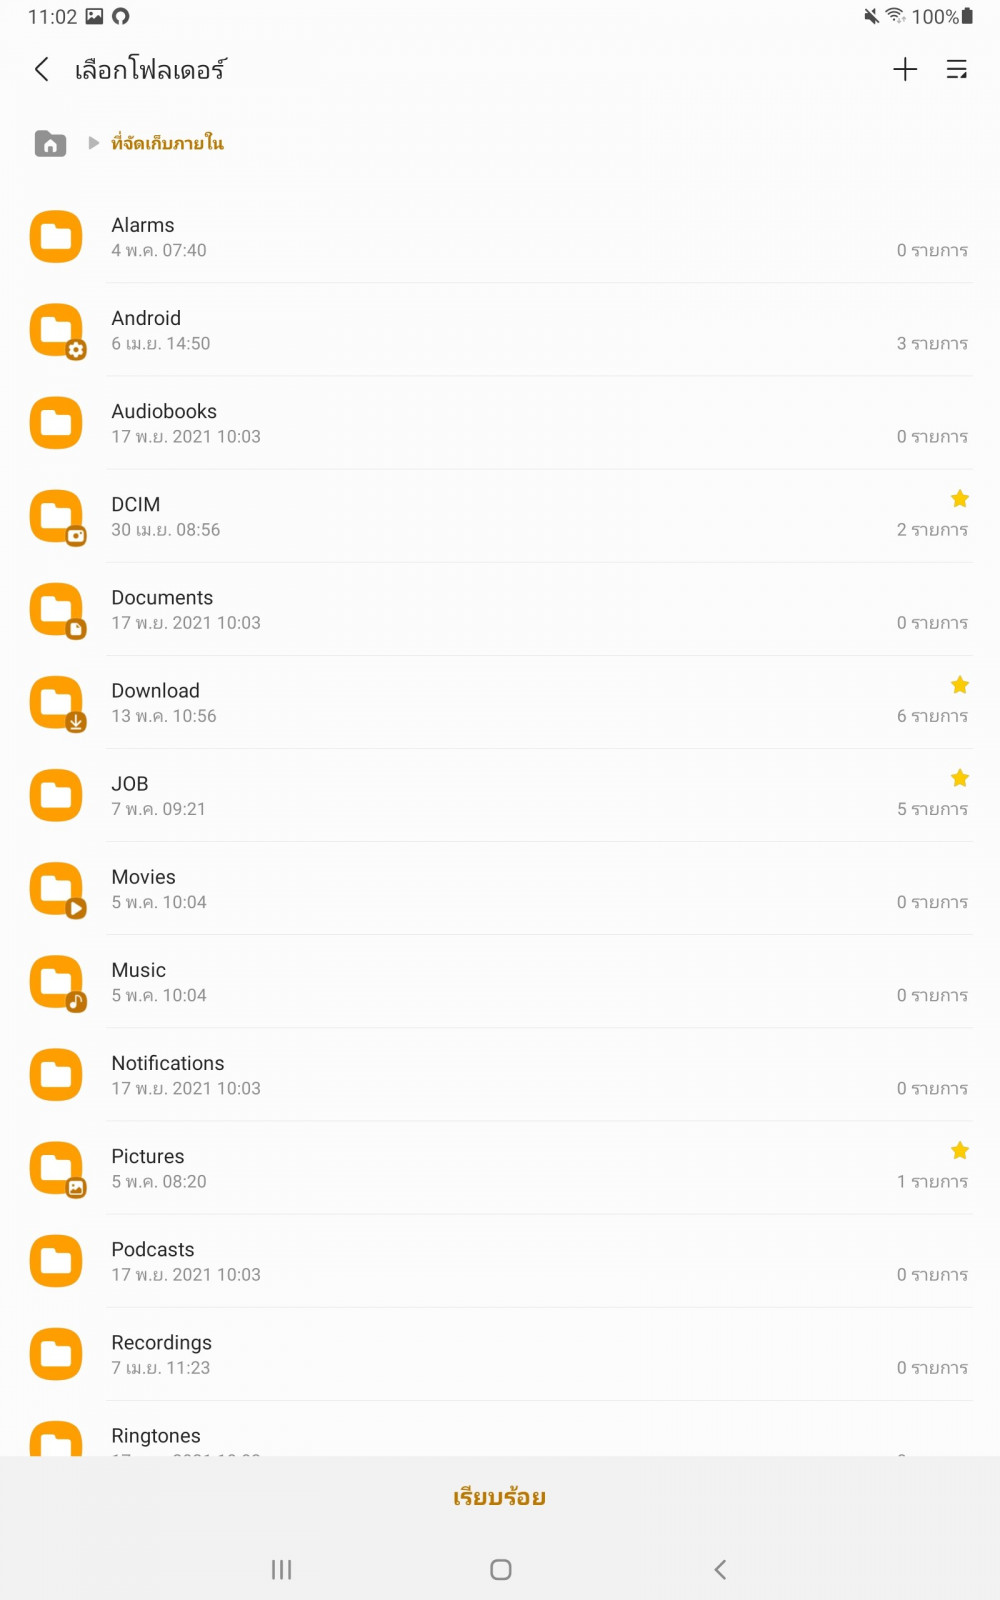 11:02
100%
เลือกโฟลเดอร์
ที่จัดเก็บภายใน
Alarms
4 พ.ค. 07:40
0 รายการ
Android
6 เม.ย. 14:50
3 รายการ
Audiobooks
17 พ.ย. 2021 10:03
0 รายการ
DCIM
30 เม.ย. 08:56
2 รายการ
Documents
17 พ.ย. 2021 10:03
0 รายการ
Download
13 พ.ค. 10:56
6 รายการ
JOB
7 พ.ค. 09:21
5 รายการ
Movies
5 พ.ค. 10:04
0 รายการ
Music
5 พ.ค. 10:04
0 รายการ
Notifications
17 พ.ย. 2021 10:03
0 รายการ
Pictures
5 พ.ค. 08:20
1 รายการ
Podcasts
17 พ.ย. 2021 10:03
0 รายการ
Recordings
7 เม.ย. 11:23
0 รายการ
Ringtones
เรียบร้อย